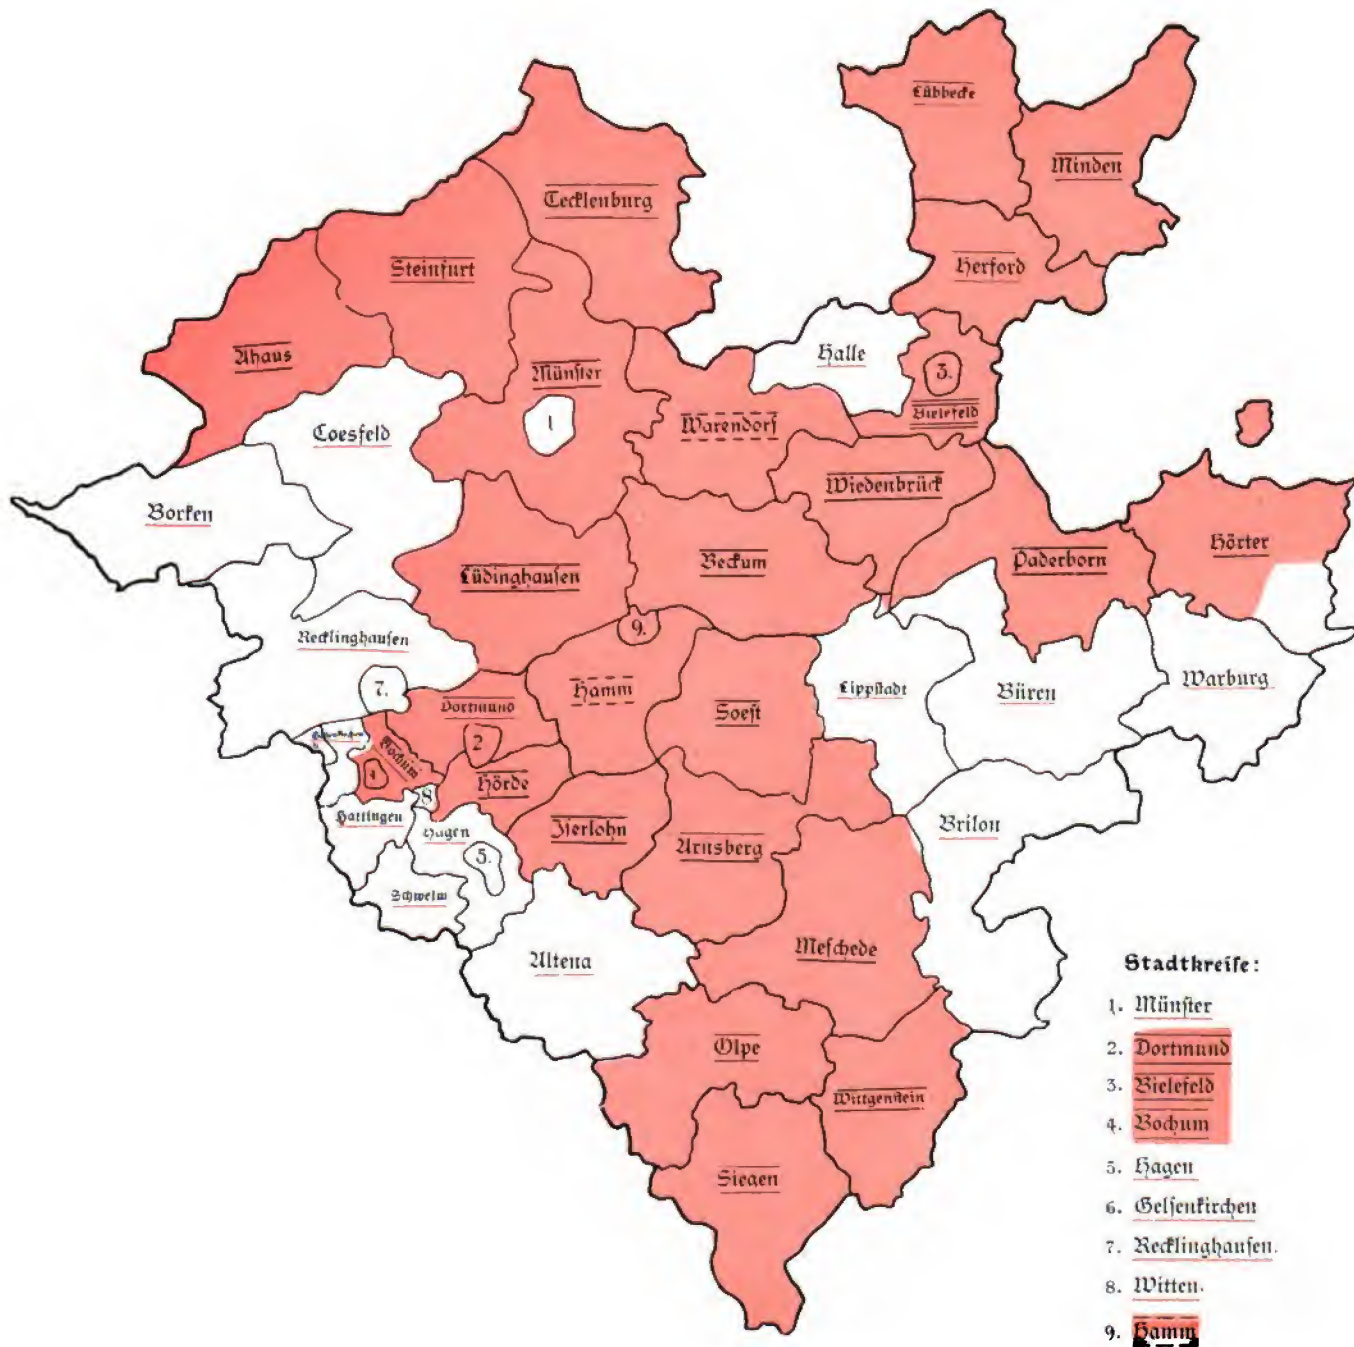 Lübbecke
Minden
Tecklenburg
Herford
Steinfurt
Halle
Ahaus
Münster
3.
Bielefeld
1
Warendorf
Coesfeld
Wiedenbrück
Borken
Höxter
Beckum
Paderborn
Lüdinghausen
9.
Recklinghausen
7.
Hamm
Lippstadt
Büren
Warburg
Dortmund
Soest
Gelsenkirchen
2
Bochum
4.
Hörde
8
Hattingen
Hagen
Iserlohn
Arnsberg
Brilon
5.
Schwelm
Altena
Meschede
Olpe
Wittgenstein
Siegen
Stadtkreise:
1. Münster
2. Dortmund
3. Bielefeld
4. Bochum
5. Hagen
6. Gelsenkirchen
7. Recklinghausen.
8. Witten.
9. Hamm